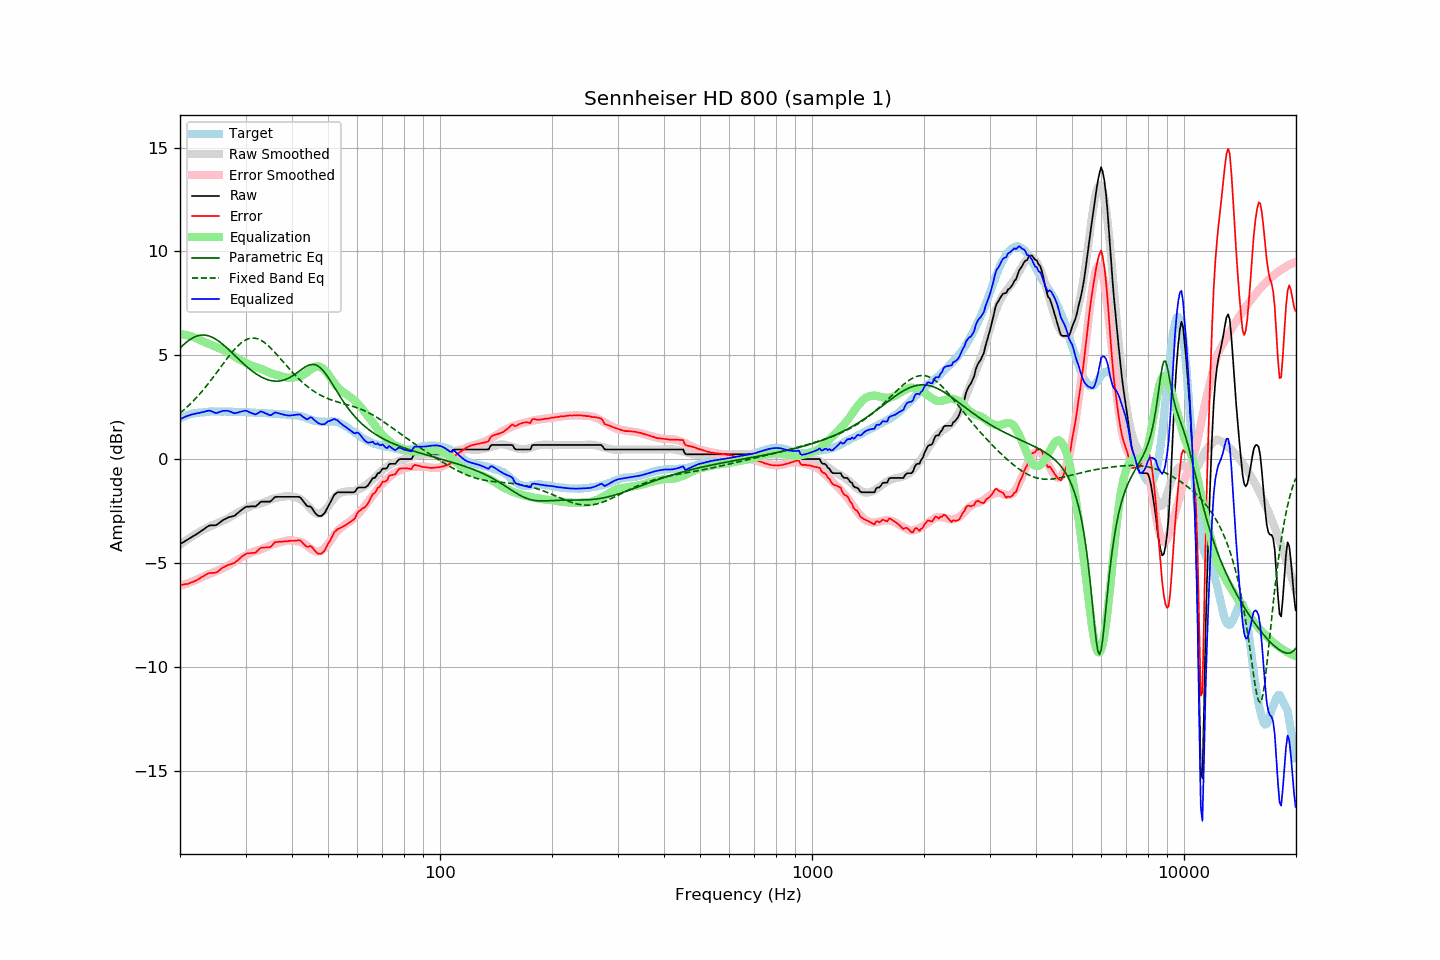 Sennheiser HD 800 (sample 1)
Target
Raw Smoothed
Error Smoothed
Raw
Error
Equalization
Parametric Eq
Fixed Band Eq
Equalized
15
10
5
0
−5
−10
−15
Amplitude (dBr)
100
1000
10000
Frequency (Hz)